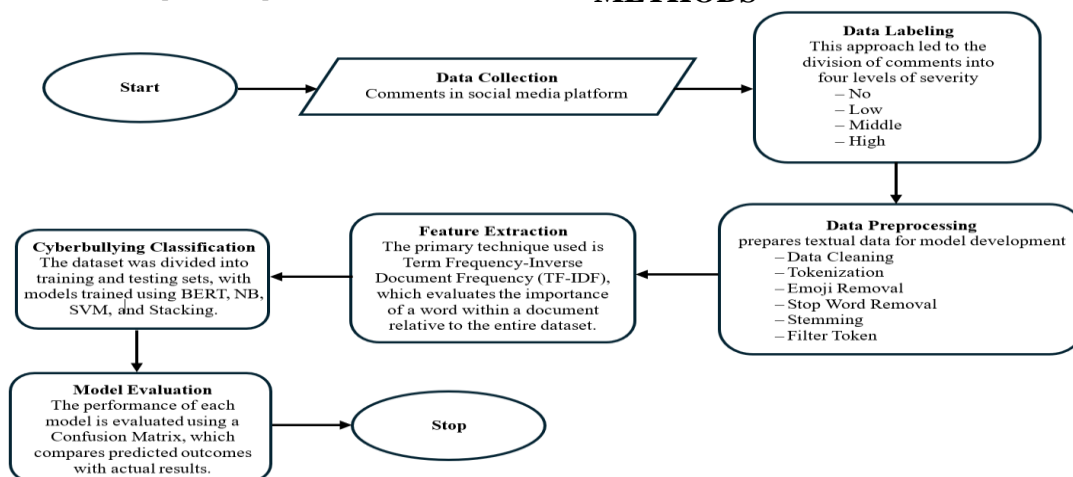 METHODS
Start
Data Collection
Comments in social media platform
Data Labeling
This approach led to the
division of comments into
four levels of severity
– No
– Low
– Middle
– High
Data Preprocessing
prepares textual data for model development
– Data Cleaning
– Tokenization
– Emoji Removal
– Stop Word Removal
– Stemming
– Filter Token
Feature Extraction
The primary technique used is
Term Frequency-Inverse
Document Frequency (TF-IDF),
which evaluates the importance
of a word within a document
relative to the entire dataset.
Cyberbullying Classification
The dataset was divided into
training and testing sets, with
models trained using BERT, NB,
SVM, and Stacking.
Model Evaluation
The performance of each
model is evaluated using a
Confusion Matrix, which
compares predicted outcomes
with actual results.
Stop